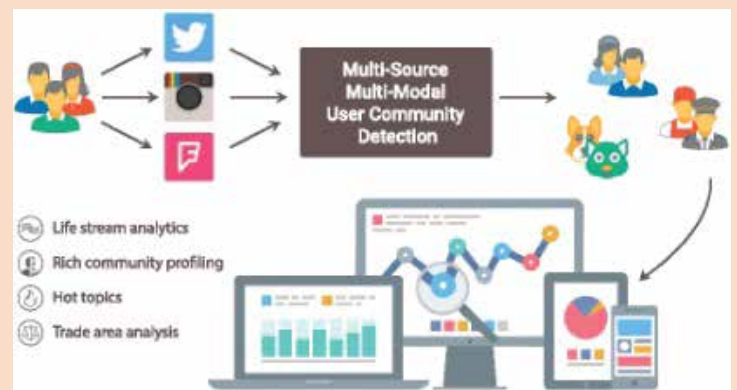 Multi-Source
Multi-Modal
User Community
Detection
Life stream analytics
Rich community profiling
Hot topics
Trade area analysis